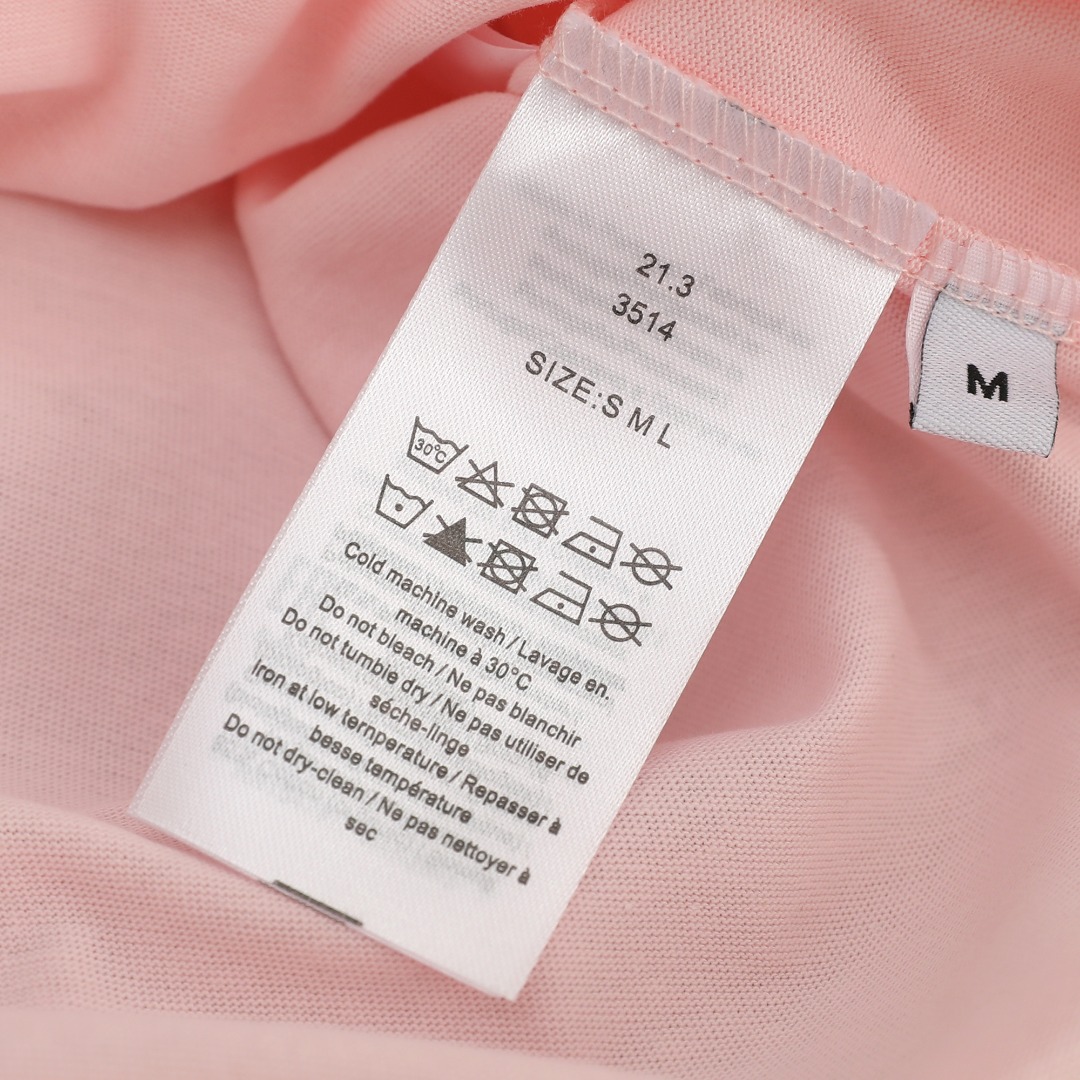 21.3
3514
SIZE:S M L
M
30°C
Cold machine wash / Lavage en.
machine à 30°C
Do not bleach / Ne pas blanchir
Do not tumble dry / Ne pas utiliser de
séche-linge
Iron at low ternperature / Repasser à
besse température
Do not dry-clean / Ne pas nettoyer à
sec